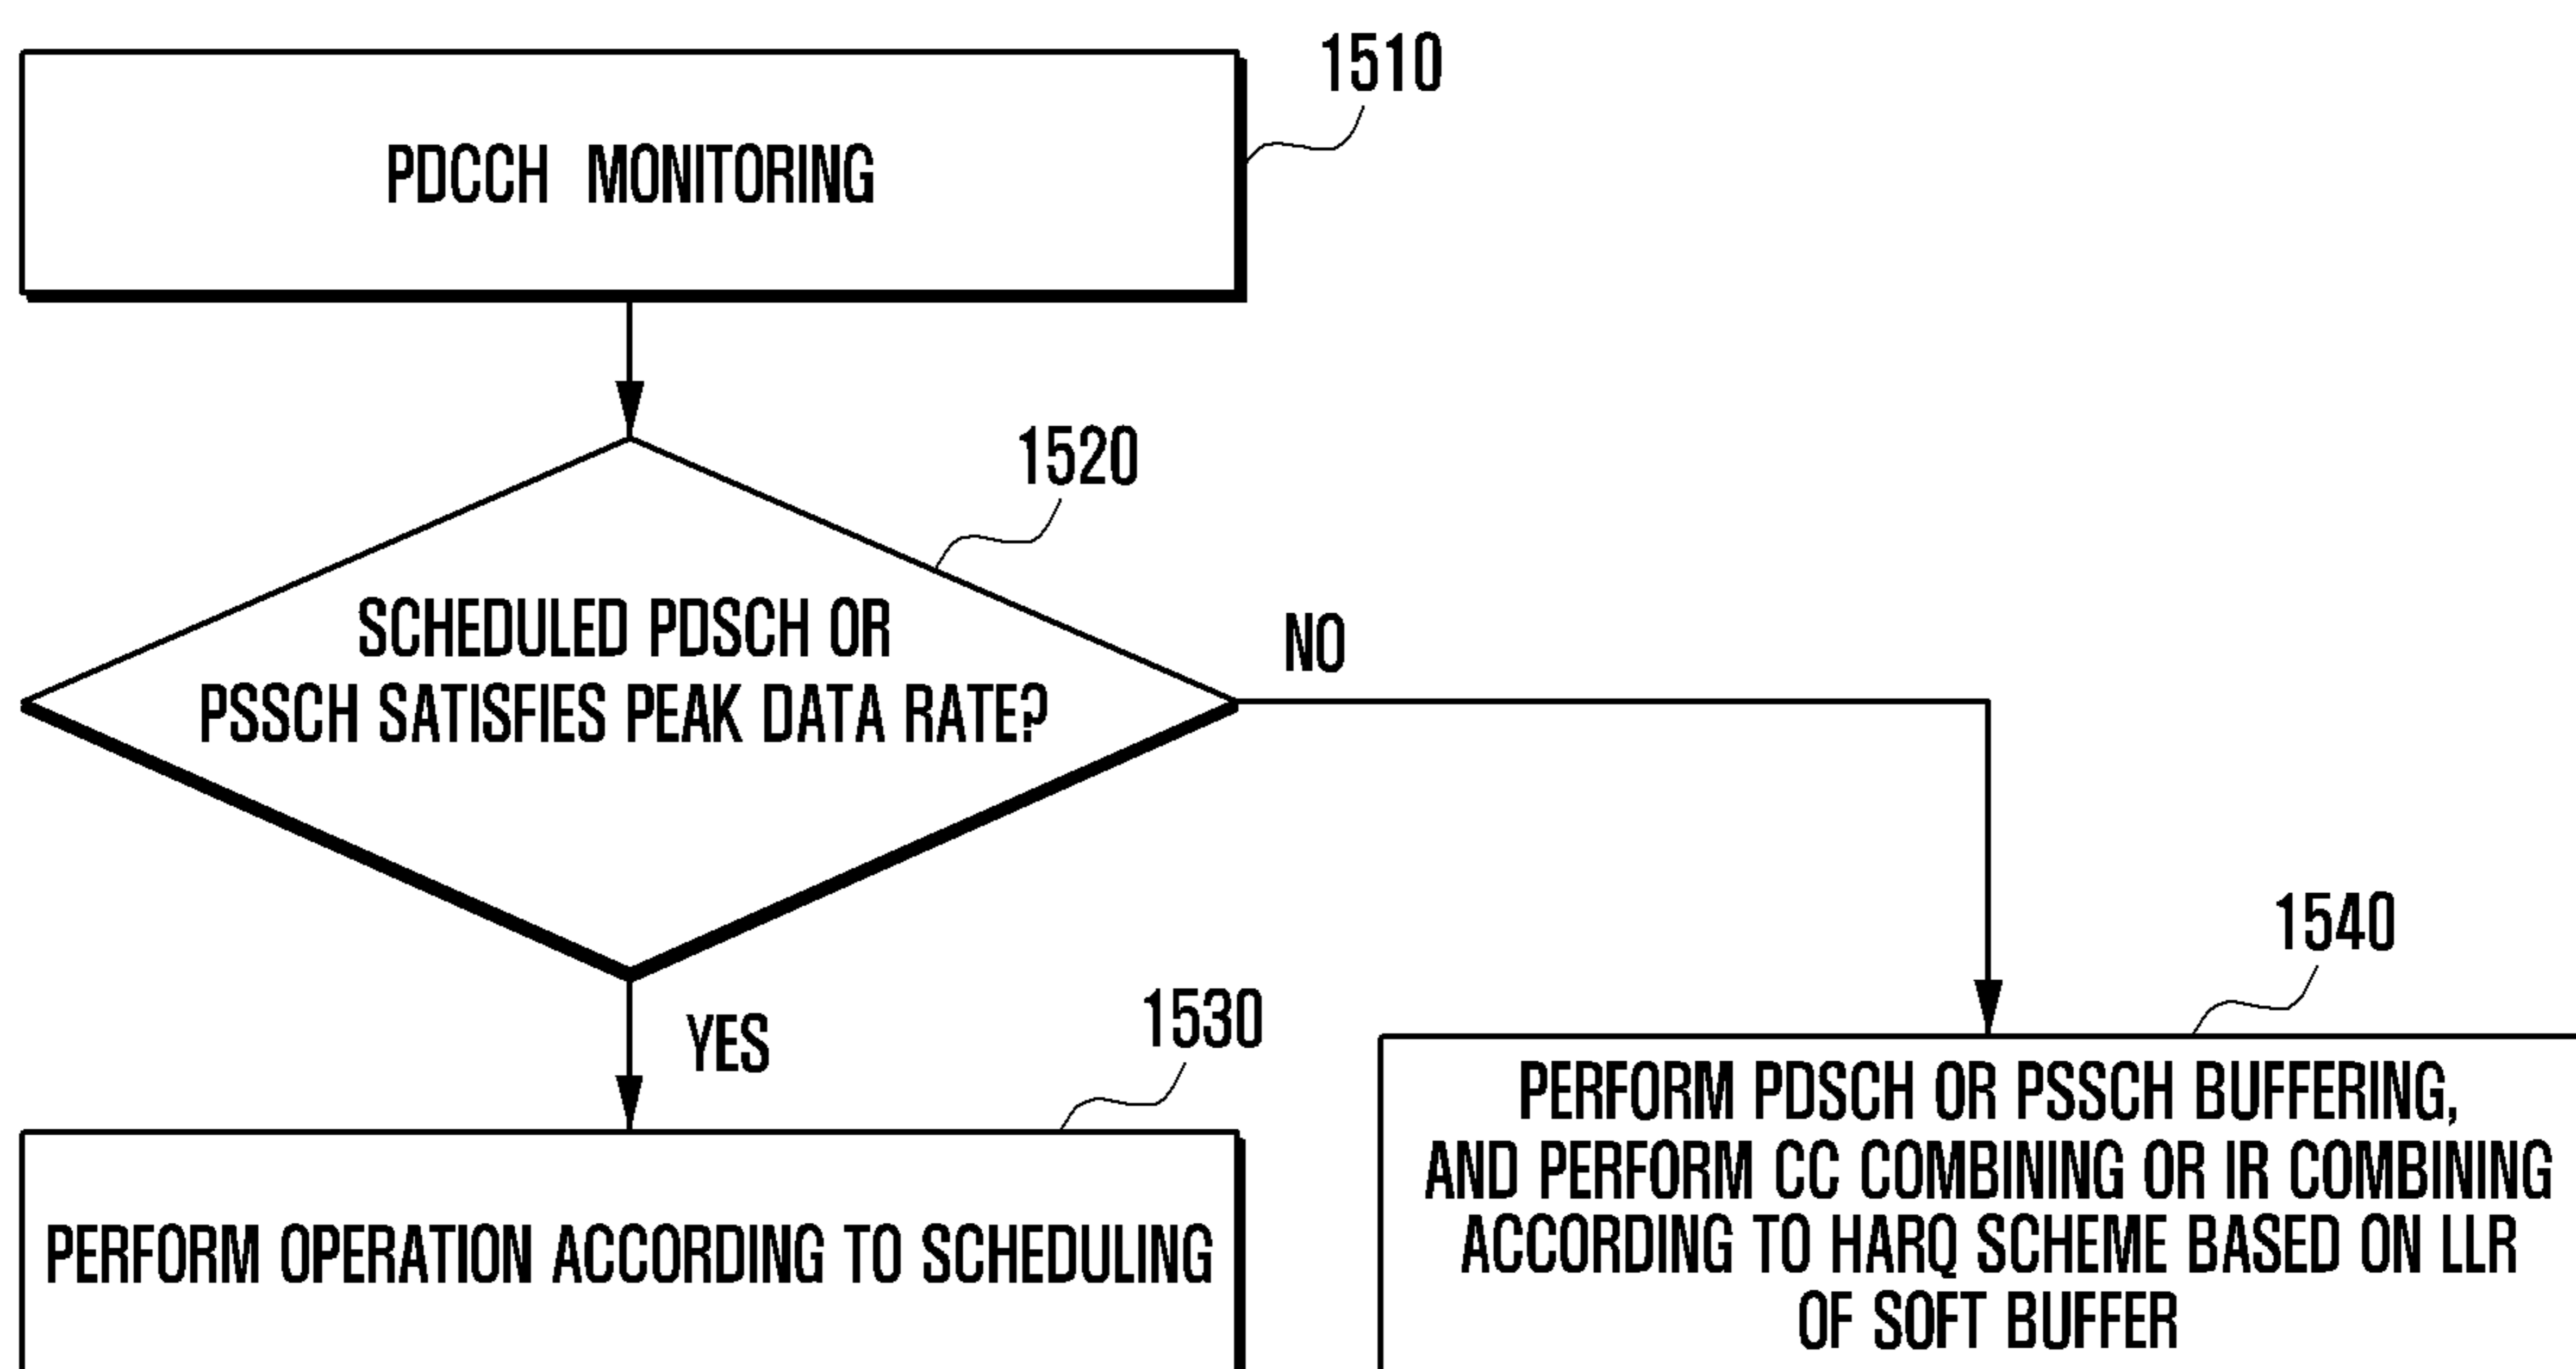 1510
PDCCH MONITORING
1520
SCHEDULED PDSCH OR
PSSCH SATISFIES PEAK DATA RATE?
NO
YES
1530
PERFORM OPERATION ACCORDING TO SCHEDULING
1540
PERFORM PDSCH OR PSSCH BUFFERING,
AND PERFORM CC COMBINING OR IR COMBINING
ACCORDING TO HARQ SCHEME BASED ON LLR
OF SOFT BUFFER